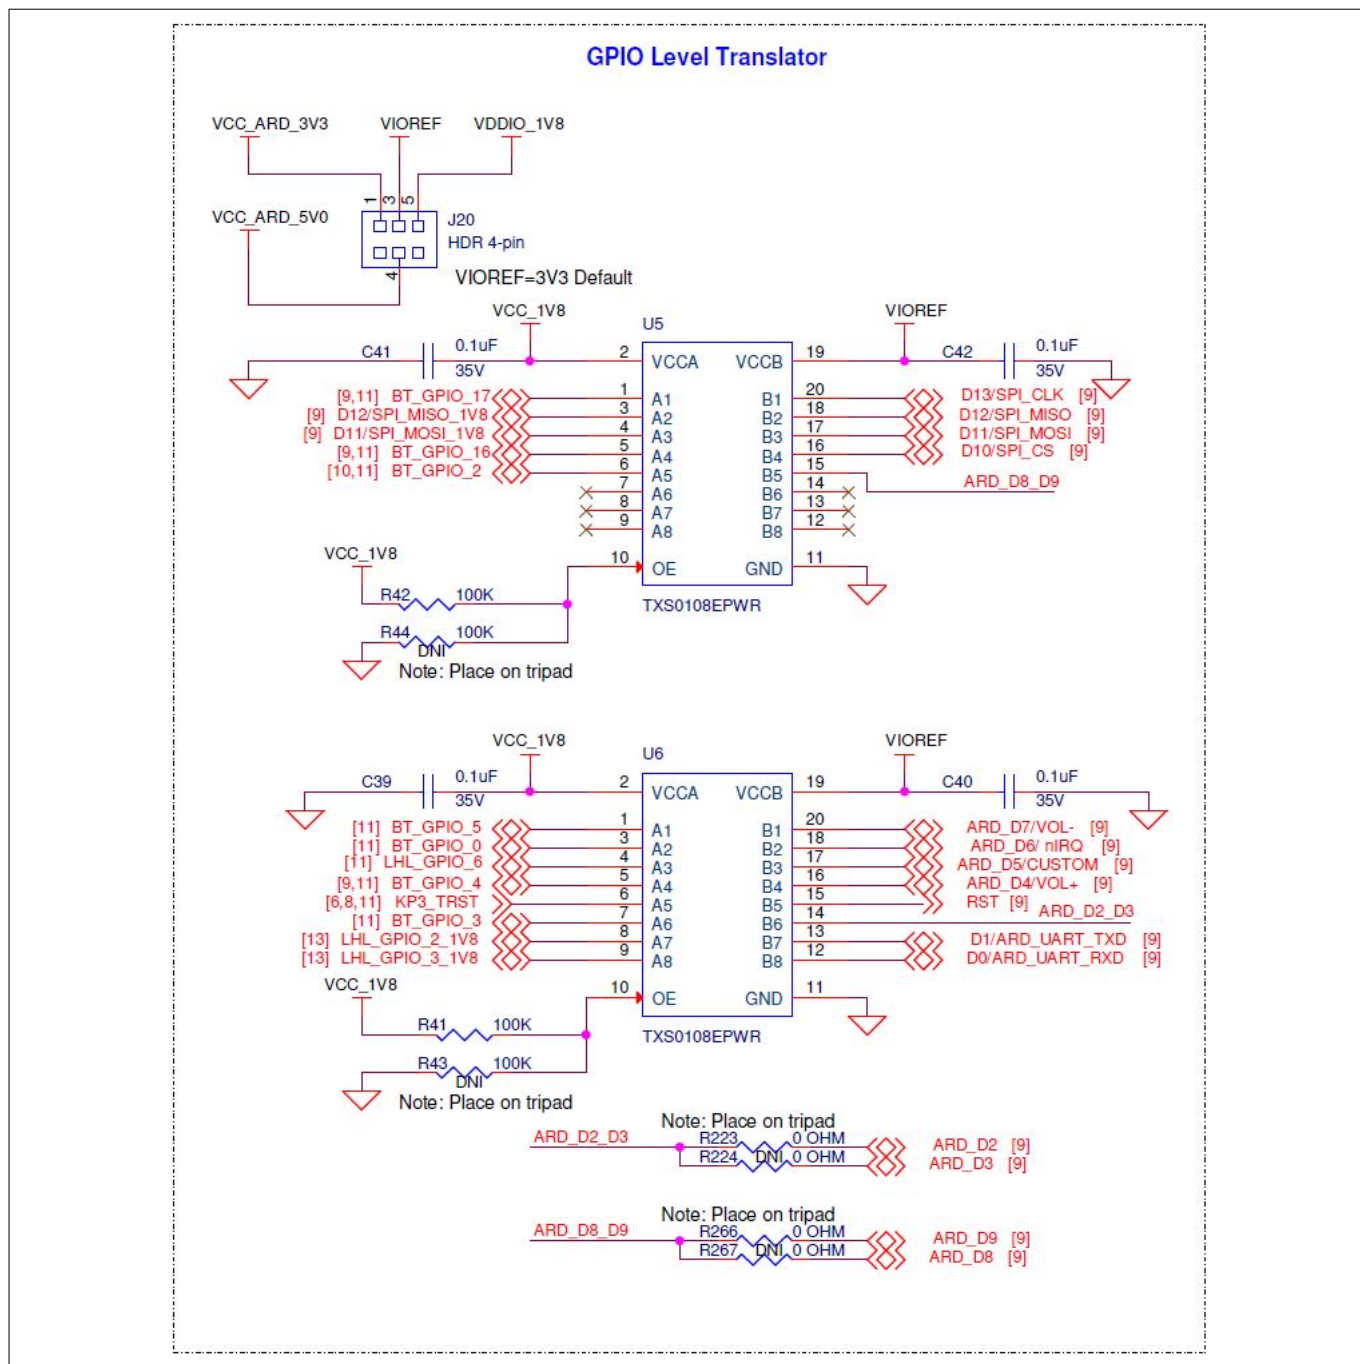 GPIO Level Translator
VCC_ARD_3V3 VIOREF VDDIO_1V8
1 3 5
VCC_ARD_5V0
J20
HDR 4-pin
4
VIOREF=3V3 Default
VCC_1V8 U5 VIOREF
C41 0.1uF 35V 2 VCCA VCCB 19 C42 0.1uF 35V
[9,11] BT_GPIO_17 1 A1 B1 20 D13/SPI_CLK [9]
[9] D12/SPI_MISO_1V8 3 A2 B2 18 D12/SPI_MISO [9]
[9] D11/SPI_MOSI_1V8 4 A3 B3 17 D11/SPI_MOSI [9]
[9,11] BT_GPIO_16 5 A4 B4 16 D10/SPI_CS [9]
[10,11] BT_GPIO_2 6 A5 B5 15 ARD_D8_D9
7 A6 B6 14
8 A7 B7 13
9 A8 B8 12
VCC_1V8
10 OE GND 11
R42 100K
TXS0108EPWR
R44 100K
DNI
Note: Place on tripad
VCC_1V8 U6 VIOREF
C39 0.1uF 35V 2 VCCA VCCB 19 C40 0.1uF 35V
[11] BT_GPIO_5 1 A1 B1 20 ARD_D7/VOL- [9]
[11] BT_GPIO_0 3 A2 B2 18 ARD_D6/ nIRQ [9]
[11] LHL_GPIO_6 4 A3 B3 17 ARD_D5/CUSTOM [9]
[9,11] BT_GPIO_4 5 A4 B4 16 ARD_D4/VOL+ [9]
[6,8,11] KP3_TRST 6 A5 B5 15 RST [9]
[11] BT_GPIO_3 7 A6 B6 14 ARD_D2_D3
[13] LHL_GPIO_2_1V8 8 A7 B7 13 D1/ARD_UART_TXD [9]
[13] LHL_GPIO_3_1V8 9 A8 B8 12 D0/ARD_UART_RXD [9]
VCC_1V8
10 OE GND 11
R41 100K
TXS0108EPWR
R43 100K
DNI
Note: Place on tripad
Note: Place on tripad
ARD_D2_D3 R223 0 OHM ARD_D2 [9]
R224 DNI 0 OHM ARD_D3 [9]
Note: Place on tripad
ARD_D8_D9 R266 0 OHM ARD_D9 [9]
R267 DNI 0 OHM ARD_D8 [9]